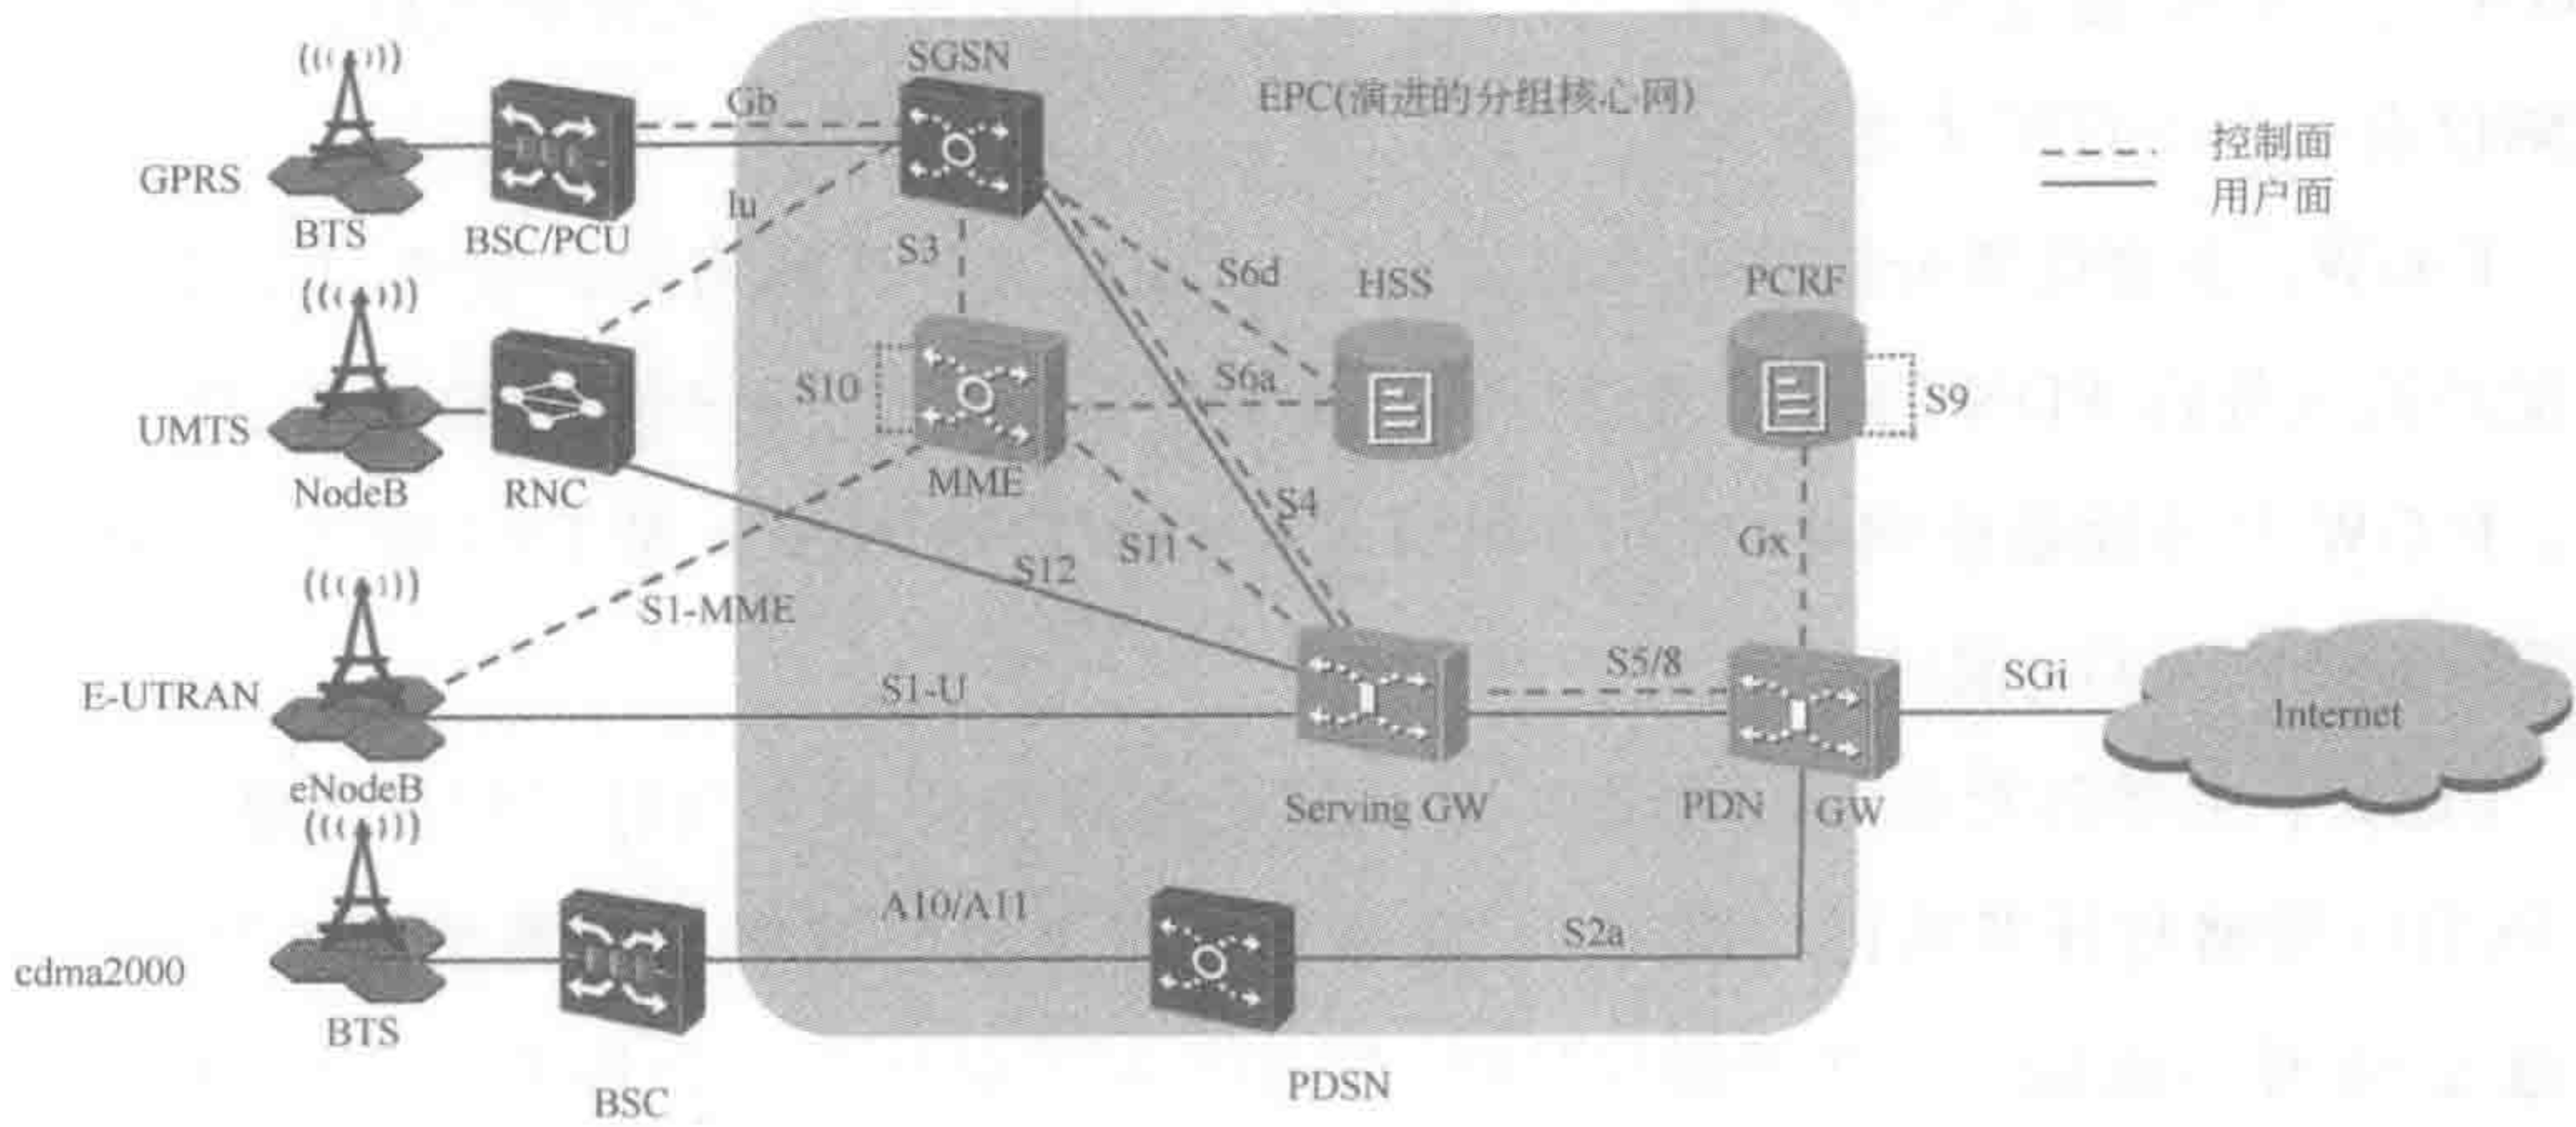 SGSN
EPC(演进的分组核心网)
Gb
控制面
用户面
GPRS
BTS
BSC/PCU
Iu
S3
S6d
HSS
PCRF
S10
S6a
S9
UMTS
NodeB
RNC
MME
S4
S11
Gx
S12
S1-MME
E-UTRAN
S1-U
S5/8
SGi
Internet
eNodeB
Serving GW
PDN GW
A10/A11
S2a
cdma2000
BTS
BSC
PDSN